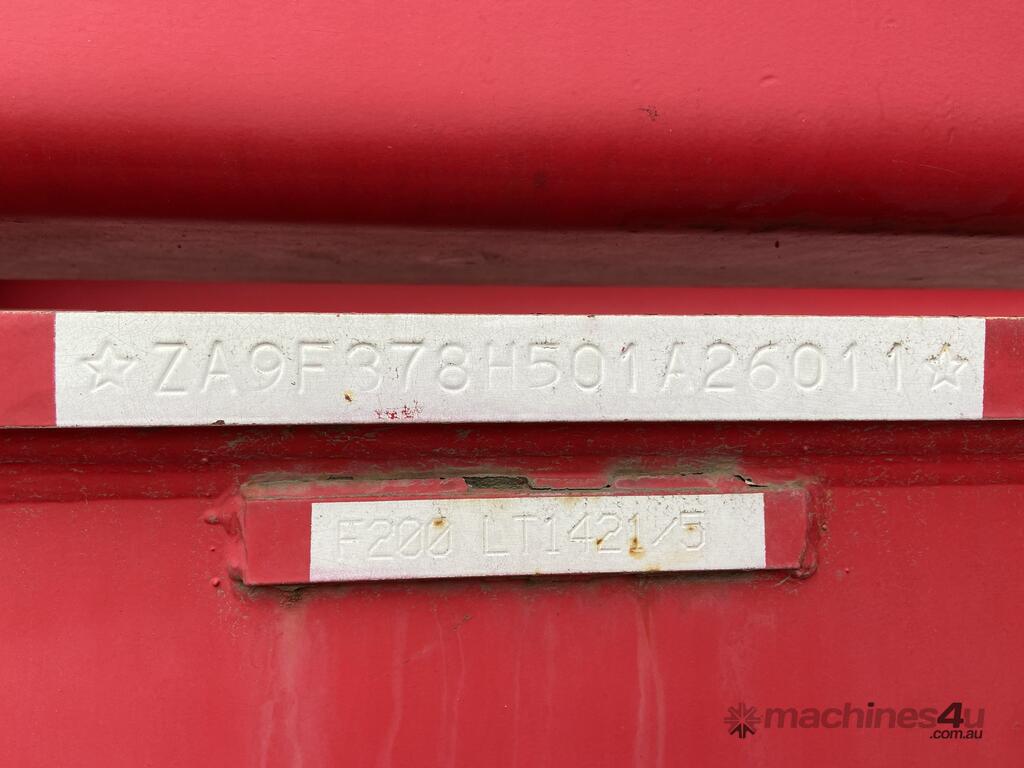 ☆ZA9F378H501A26011☆
F200 LT1421/5
machines4u
.com.au